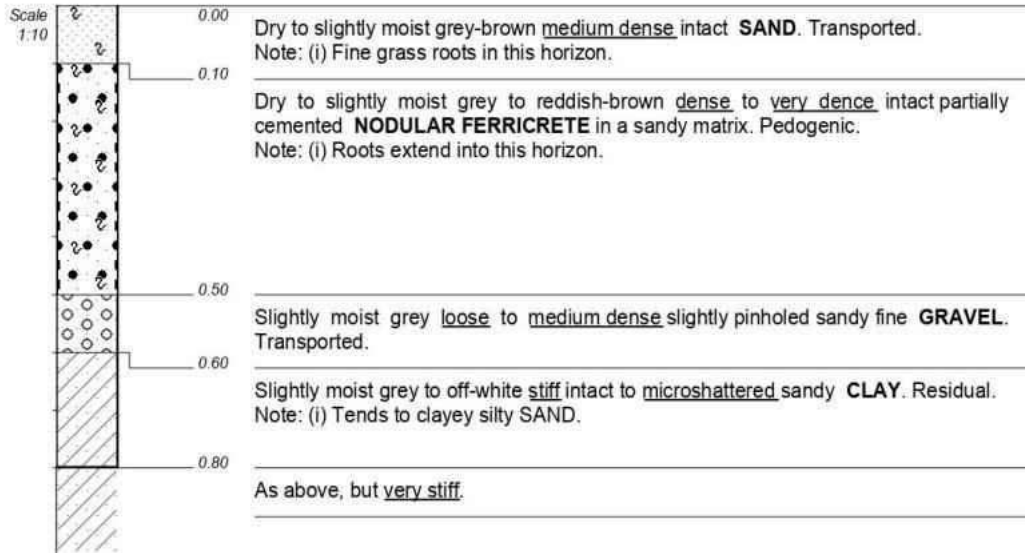 Scale
1:10
0.00
Dry to slightly moist grey-brown medium dense intact SAND. Transported.
Note: (i) Fine grass roots in this horizon.
0.10
Dry to slightly moist grey to reddish-brown dense to very dence intact partially
cemented NODULAR FERRICRETE in a sandy matrix. Pedogenic.
Note: (i) Roots extend into this horizon.
0.50
Slightly moist grey loose to medium dense slightly pinholed sandy fine GRAVEL.
Transported.
0.60
Slightly moist grey to off-white stiff intact to microshattered sandy CLAY. Residual.
Note: (i) Tends to clayey silty SAND.
0.80
As above, but very stiff.